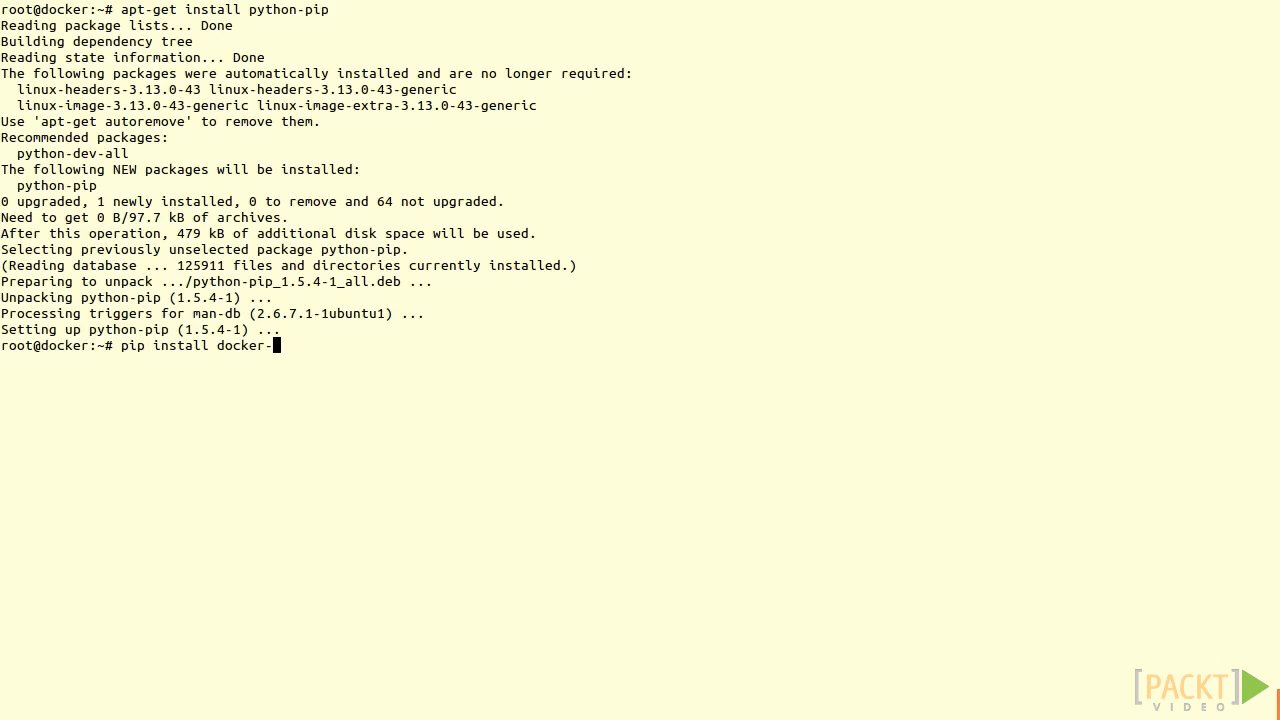 root@docker:~# apt-get install python-pip
Reading package lists... Done
Building dependency tree
Reading state information... Done
The following packages were automatically installed and are no longer required:
  linux-headers-3.13.0-43 linux-headers-3.13.0-43-generic
  linux-image-3.13.0-43-generic linux-image-extra-3.13.0-43-generic
Use 'apt-get autoremove' to remove them.
Recommended packages:
  python-dev-all
The following NEW packages will be installed:
  python-pip
0 upgraded, 1 newly installed, 0 to remove and 64 not upgraded.
Need to get 0 B/97.7 kB of archives.
After this operation, 479 kB of additional disk space will be used.
Selecting previously unselected package python-pip.
(Reading database ... 125911 files and directories currently installed.)
Preparing to unpack .../python-pip_1.5.4-1_all.deb ...
Unpacking python-pip (1.5.4-1) ...
Processing triggers for man-db (2.6.7.1-1ubuntu1) ...
Setting up python-pip (1.5.4-1) ...
root@docker:~# pip install docker-
[PACKT]
VIDEO